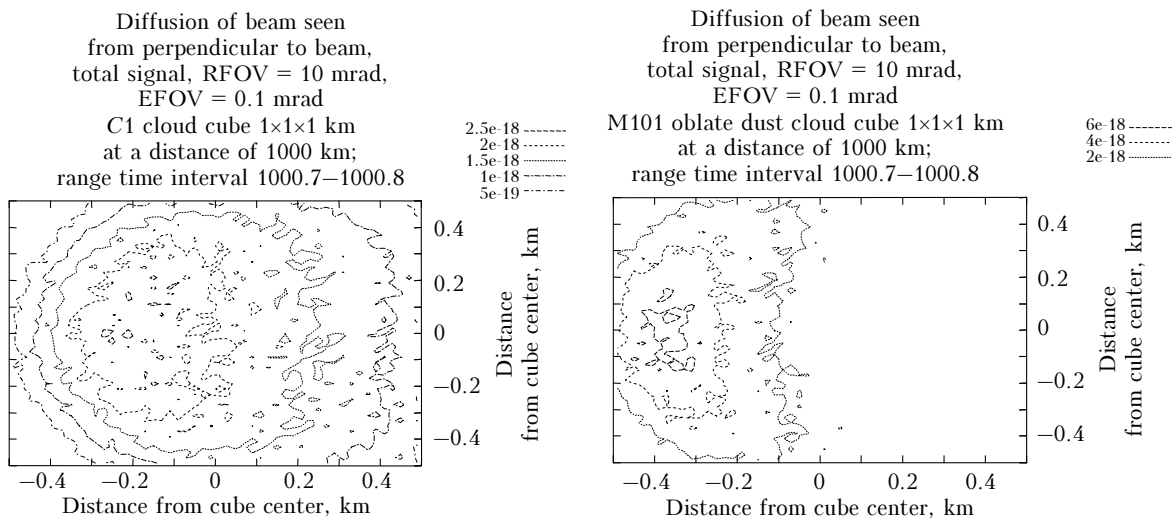 Diffusion of beam seen
from perpendicular to beam,
total signal, RFOV = 10 mrad,
EFOV = 0.1 mrad
C1 cloud cube 1×1×1 km
at a distance of 1000 km;
range time interval 1000.7–1000.8
2.5e-18
2e-18
1.5e-18
1e-18
5e-19
0.4
0.2
0
−0.2
−0.4
Distance
from cube center, km
−0.4 −0.2 0 0.2 0.4
Distance from cube center, km
Diffusion of beam seen
from perpendicular to beam,
total signal, RFOV = 10 mrad,
EFOV = 0.1 mrad
M101 oblate dust cloud cube 1×1×1 km
at a distance of 1000 km;
range time interval 1000.7–1000.8
6e-18
4e-18
2e-18
0.4
0.2
0
−0.2
−0.4
Distance
from cube center, km
−0.4 −0.2 0 0.2 0.4
Distance from cube center, km